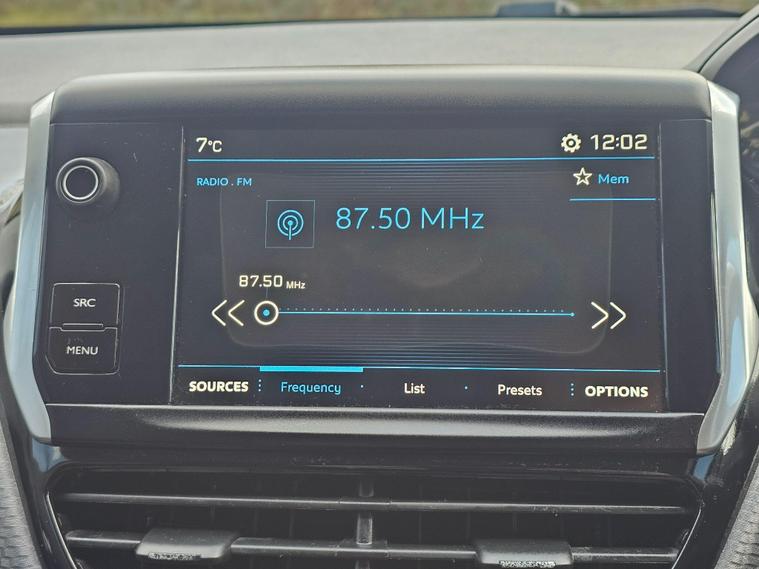 7°C 12:02
RADIO . FM
Mem
87.50 MHz
87.50 MHz
SRC
MENU
SOURCES Frequency List Presets OPTIONS